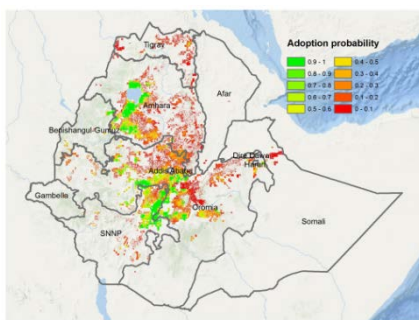 Tigray
Adoption probability
0.9 - 1
0.4 - 0.5
0.8 - 0.9
0.3 - 0.4
0.7 - 0.8
0.2 - 0.3
0.6 - 0.7
0.1 - 0.2
0.5 - 0.6
0 - 0.1
Afar
Amhara
Benishangul-Gumuz
Dire Dawa
Harari
Addis Ababa
Gambella
Oromia
Somali
SNNP